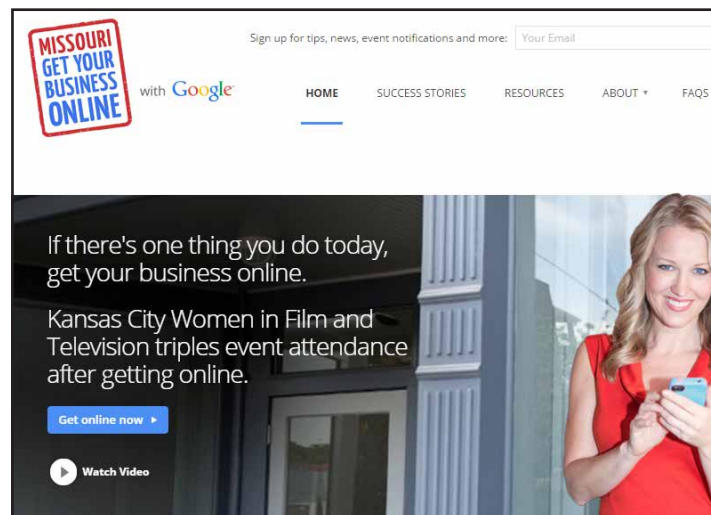 MISSOURI
GET YOUR
BUSINESS
ONLINE
with Google
Sign up for tips, news, event notifications and more: Your Email
HOME SUCCESS STORIES RESOURCES ABOUT FAQS
If there's one thing you do today,
get your business online.
Kansas City Women in Film and
Television triples event attendance
after getting online.
Get online now
Watch Video